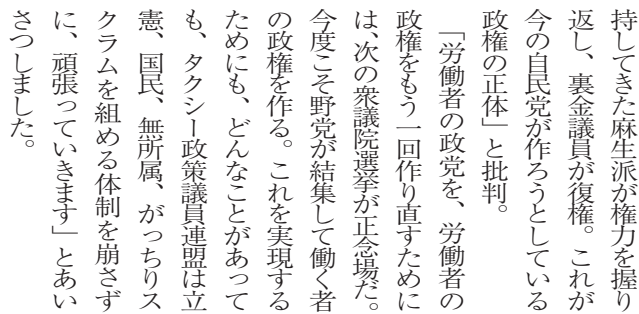 持してきた麻生派が権力を握り
返し、裏金議員が復権。これが
今の自民党が作ろうとしている
政権の正体」と批判。
「労働者の政党を、労働者の
政権をもう一回作り直すために
は、次の衆議院選挙が正念場だ。
今度こそ野党が結集して働く者
の政権を作る。これを実現する
ためにも、どんなことがあって
も、タクシー政策議員連盟は立
憲、国民、無所属、がっちりス
クラムを組める体制を崩さず
に、頑張っていきます」とあい
さつしました。